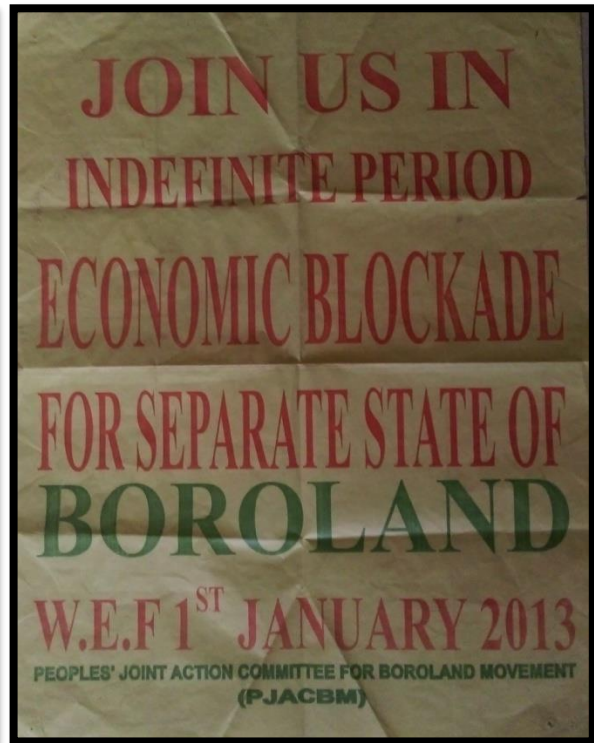 JOIN US IN
INDEFINITE PERIOD
ECONOMIC BLOCKADE
FOR SEPARATE STATE OF
BOROLAND
W.E.F 1ST JANUARY 2013
PEOPLES' JOINT ACTION COMMITTEE FOR BOROLAND MOVEMENT
(PJACBM)